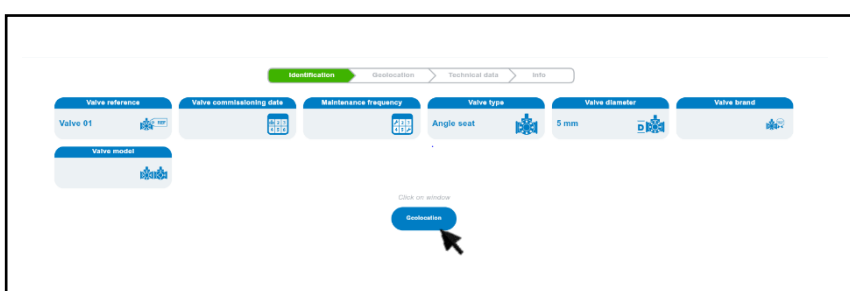 Identification Geolocation Technical data Info
Valve reference Valve commissioning date Maintenance frequency Valve type Valve diameter Valve brand
Valve 01 Angle seat 5 mm
Valve model
Click on window
Geolocation